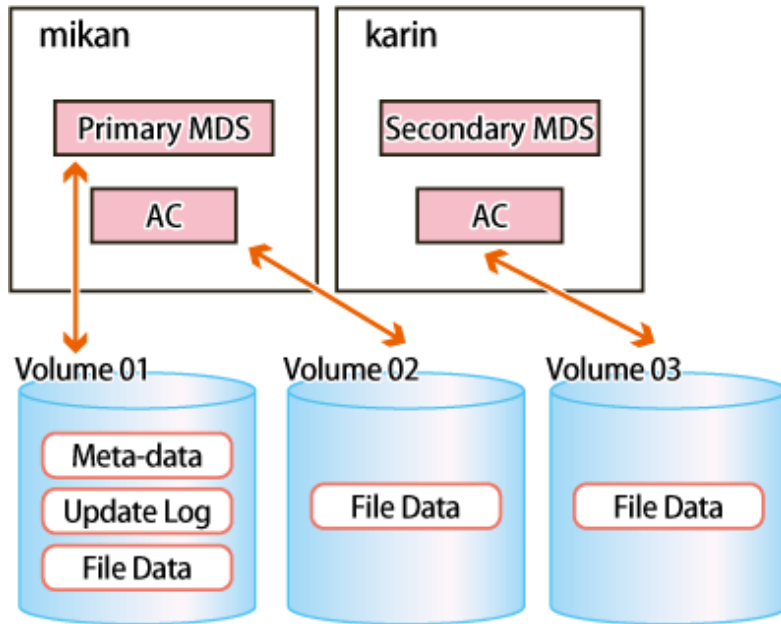 mikan
karin
Primary MDS
Secondary MDS
AC
AC
Volume 01
Volume 02
Volume 03
Meta-data
Update Log
File Data
File Data
File Data